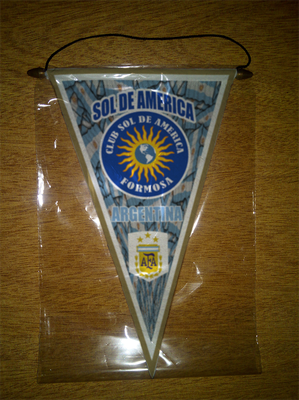 SOL DE AMERICA
CLUB SOL DE AMERICA
FORMOSA
ARGENTINA
AFA